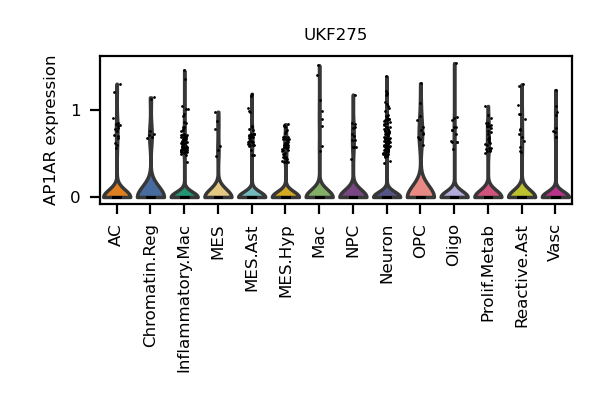 UKF275
AP1AR expression
1
0
AC
Chromatin.Reg
Inflammatory.Mac
MES
MES.Ast
MES.Hyp
Mac
NPC
Neuron
OPC
Oligo
Prolif.Metab
Reactive.Ast
Vasc